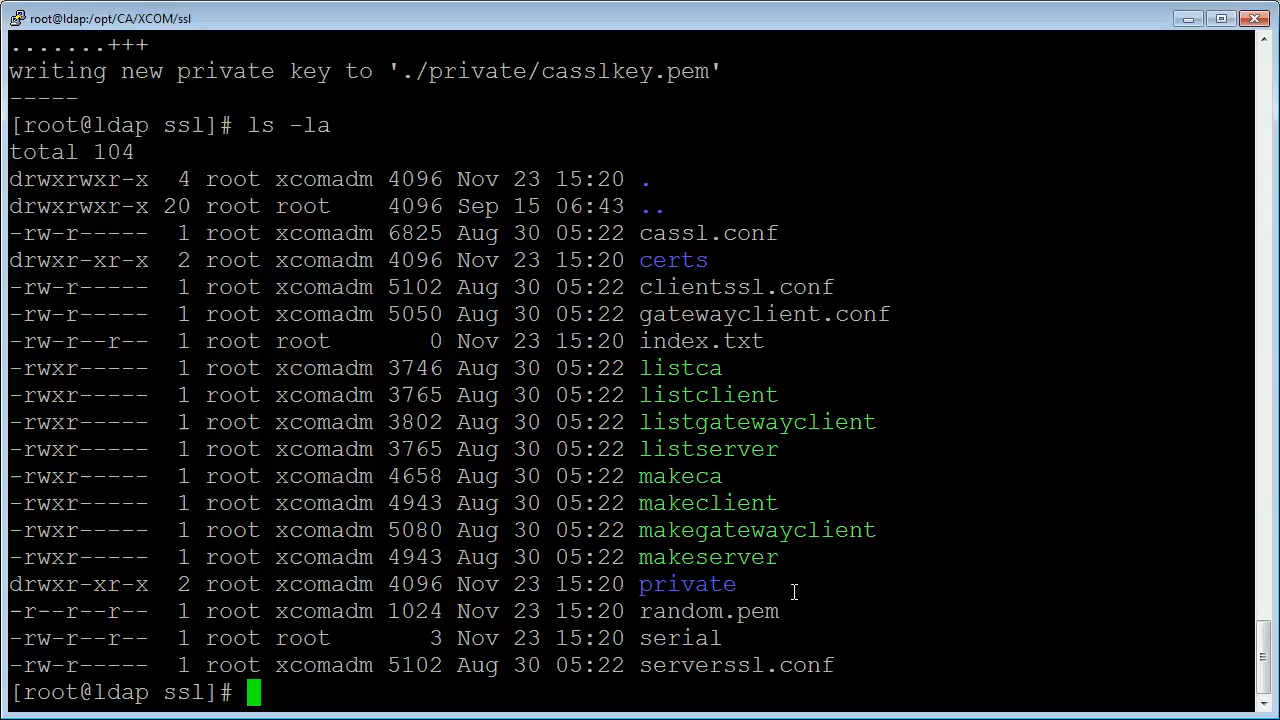 root@ldap:/opt/CA/XCOM/ssl
.......+++
writing new private key to './private/casslkey.pem'
-----
[root@ldap ssl]# ls -la
total 104
drwxrwxr-x  4 root xcomadm 4096 Nov 23 15:20 .
drwxrwxr-x 20 root root    4096 Sep 15 06:43 ..
-rw-r-----  1 root xcomadm 6825 Aug 30 05:22 cassl.conf
drwxr-xr-x  2 root xcomadm 4096 Nov 23 15:20 certs
-rw-r-----  1 root xcomadm 5102 Aug 30 05:22 clientssl.conf
-rw-r-----  1 root xcomadm 5050 Aug 30 05:22 gatewayclient.conf
-rw-r--r--  1 root root       0 Nov 23 15:20 index.txt
-rwxr-----  1 root xcomadm 3746 Aug 30 05:22 listca
-rwxr-----  1 root xcomadm 3765 Aug 30 05:22 listclient
-rwxr-----  1 root xcomadm 3802 Aug 30 05:22 listgatewayclient
-rwxr-----  1 root xcomadm 3765 Aug 30 05:22 listserver
-rwxr-----  1 root xcomadm 4658 Aug 30 05:22 makeca
-rwxr-----  1 root xcomadm 4943 Aug 30 05:22 makeclient
-rwxr-----  1 root xcomadm 5080 Aug 30 05:22 makegatewayclient
-rwxr-----  1 root xcomadm 4943 Aug 30 05:22 makeserver
drwxr-xr-x  2 root xcomadm 4096 Nov 23 15:20 private
-r--r--r--  1 root xcomadm 1024 Nov 23 15:20 random.pem
-rw-r--r--  1 root root       3 Nov 23 15:20 serial
-rw-r-----  1 root xcomadm 5102 Aug 30 05:22 serverssl.conf
[root@ldap ssl]#